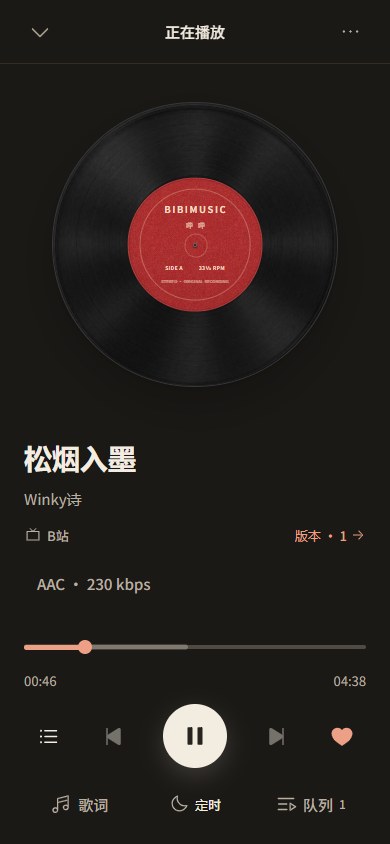 正在播放
BIBIMUSIC
哔 哔
SIDE A 33⅓ RPM
松烟入墨
Winky诗
B站
版本 · 1
AAC · 230 kbps
00:46 04:38
歌词 定时 队列 1